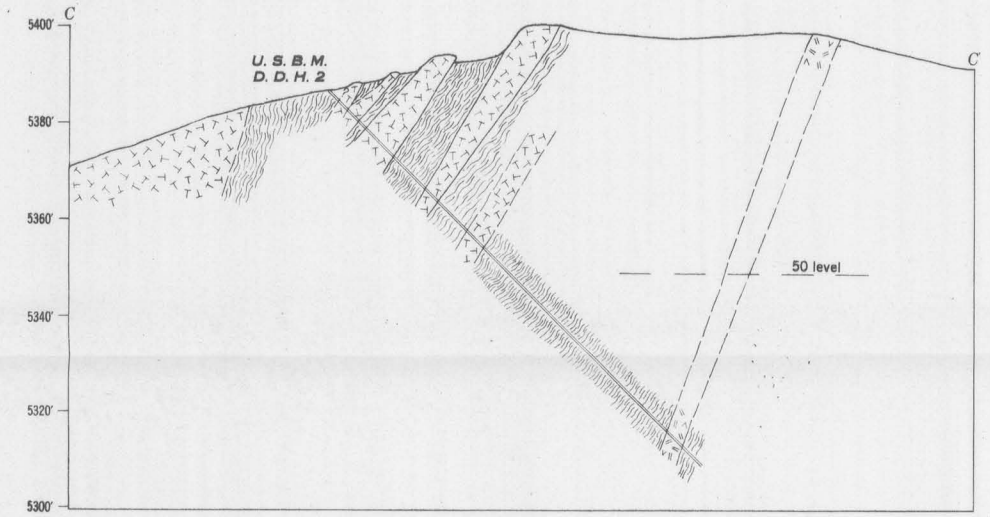 C
5400'
U. S. B. M.
D. D. H. 2
C'
5380'
5360'
50 level
5340'
5320'
5300'